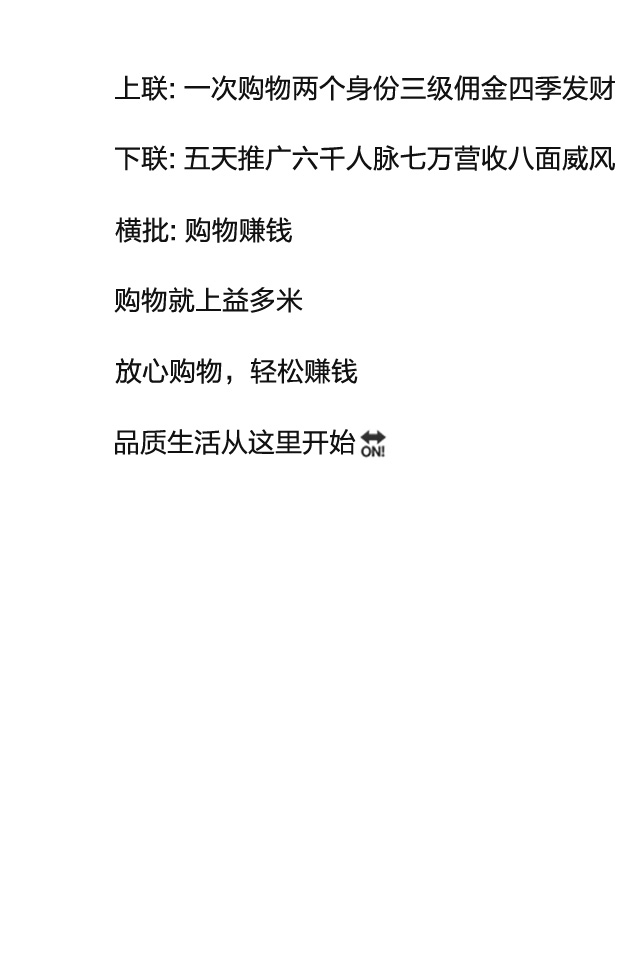 上联: 一次购物两个身份三级佣金四季发财
下联: 五天推广六千人脉七万营收八面威风
横批: 购物赚钱
购物就上益多米
放心购物，轻松赚钱
品质生活从这里开始🔛